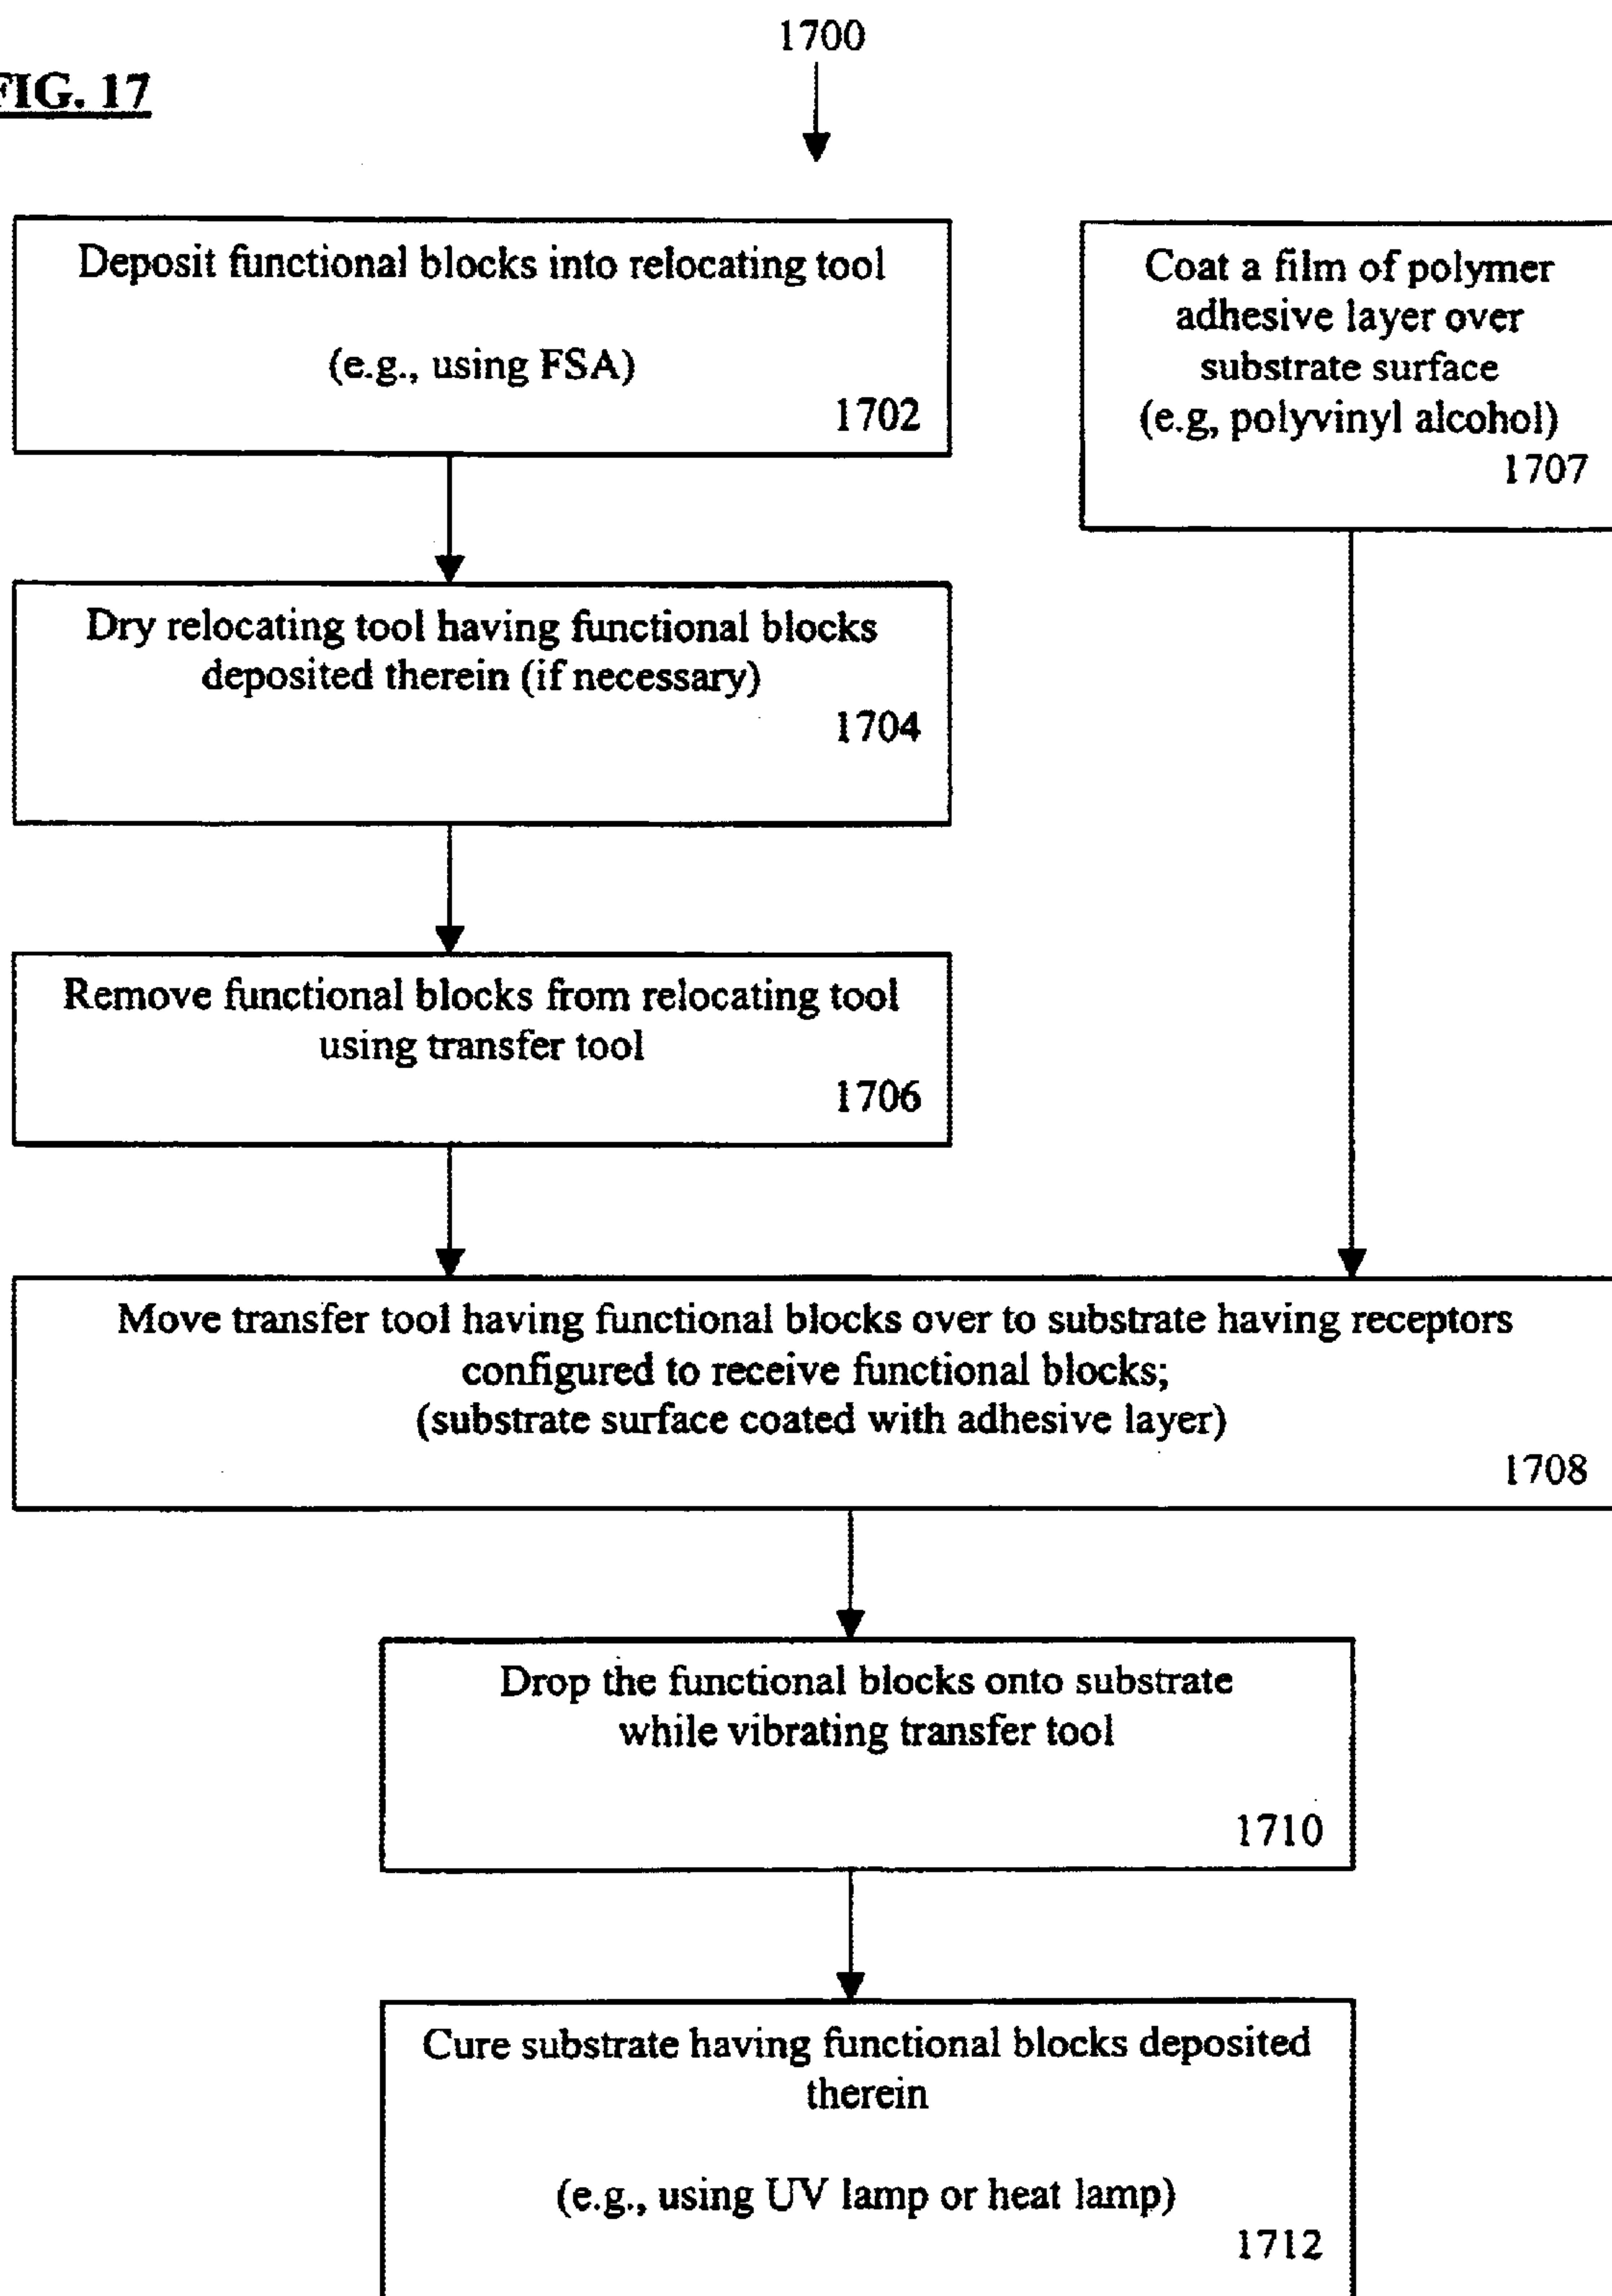 1700
FIG. 17
Deposit functional blocks into relocating tool
(e.g., using FSA)
1702
Coat a film of polymer
adhesive layer over
substrate surface
(e.g, polyvinyl alcohol)
1707
Dry relocating tool having functional blocks
deposited therein (if necessary)
1704
Remove functional blocks from relocating tool
using transfer tool
1706
Move transfer tool having functional blocks over to substrate having receptors
configured to receive functional blocks;
(substrate surface coated with adhesive layer)
1708
Drop the functional blocks onto substrate
while vibrating transfer tool
1710
Cure substrate having functional blocks deposited
therein
(e.g., using UV lamp or heat lamp)
1712